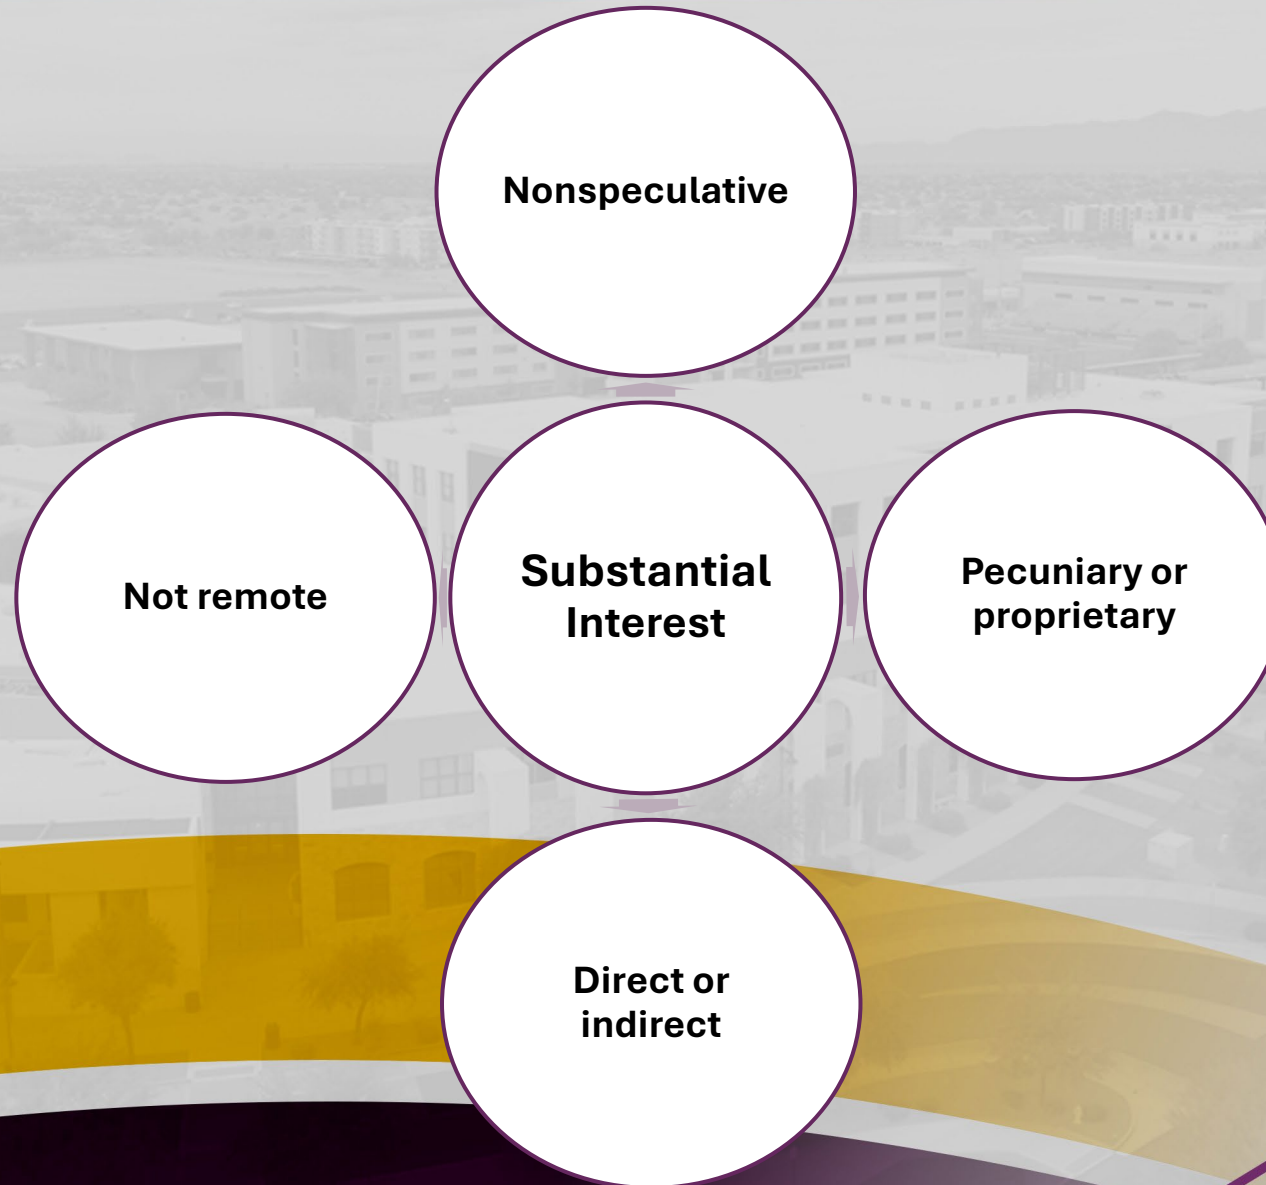 Nonspeculative
Not remote
Substantial
Interest
Pecuniary or
proprietary
Direct or
indirect